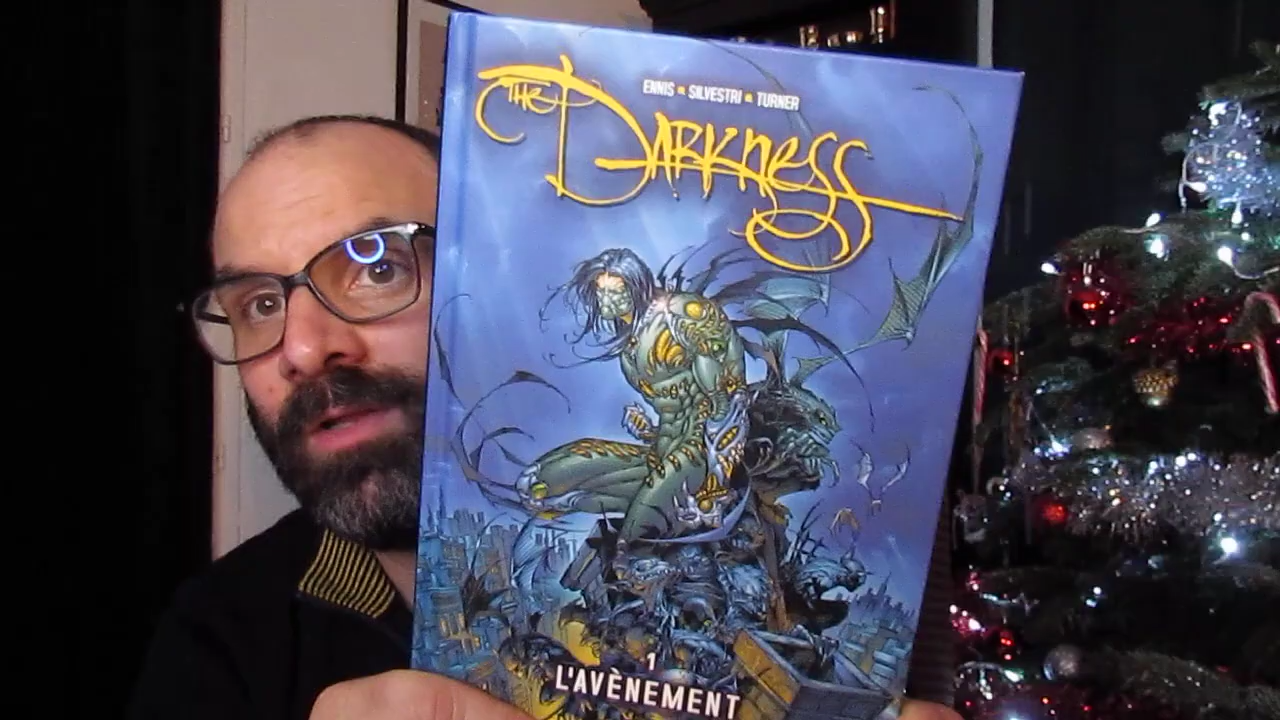 ENNIS ● SILVESTRI ● TURNER
THE DARKNESS
1
L'AVÈNEMENT